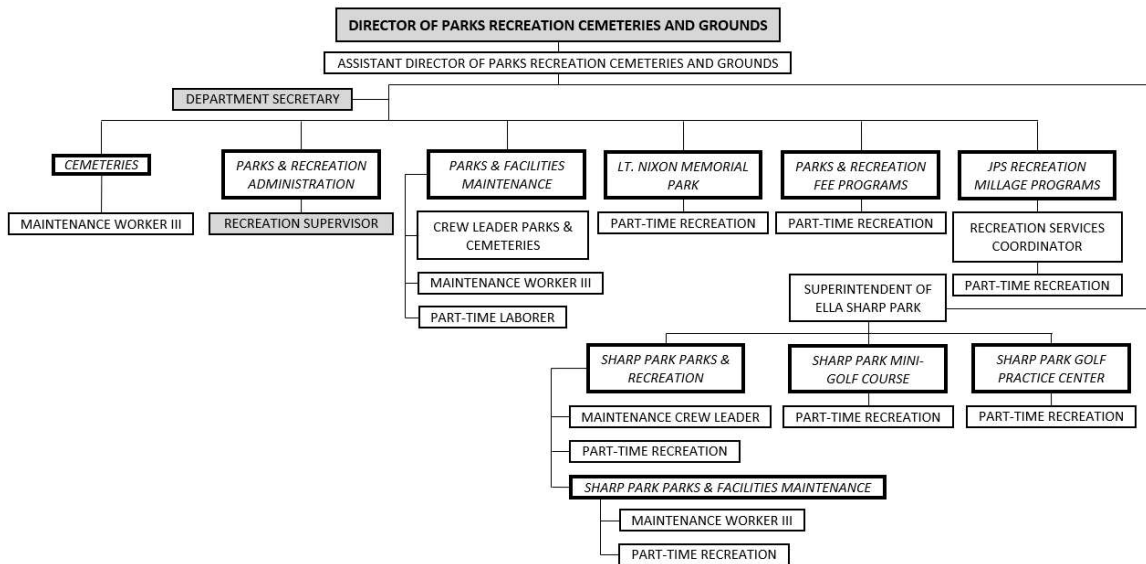 DIRECTOR OF PARKS RECREATION CEMETERIES AND GROUNDS
ASSISTANT DIRECTOR OF PARKS RECREATION CEMETERIES AND GROUNDS
DEPARTMENT SECRETARY
CEMETERIES
MAINTENANCE WORKER III
PARKS & RECREATION
ADMINISTRATION
RECREATION SUPERVISOR
PARKS & FACILITIES
MAINTENANCE
CREW LEADER PARKS &
CEMETERIES
MAINTENANCE WORKER III
PART-TIME LABORER
LT. NIXON MEMORIAL
PARK
PART-TIME RECREATION
PARKS & RECREATION
FEE PROGRAMS
PART-TIME RECREATION
JPS RECREATION
MILLAGE PROGRAMS
RECREATION SERVICES
COORDINATOR
PART-TIME RECREATION
SUPERINTENDENT OF
ELLA SHARP PARK
SHARP PARK PARKS &
RECREATION
MAINTENANCE CREW LEADER
PART-TIME RECREATION
SHARP PARK PARKS & FACILITIES MAINTENANCE
MAINTENANCE WORKER III
PART-TIME RECREATION
SHARP PARK MINI-
GOLF COURSE
PART-TIME RECREATION
SHARP PARK GOLF
PRACTICE CENTER
PART-TIME RECREATION